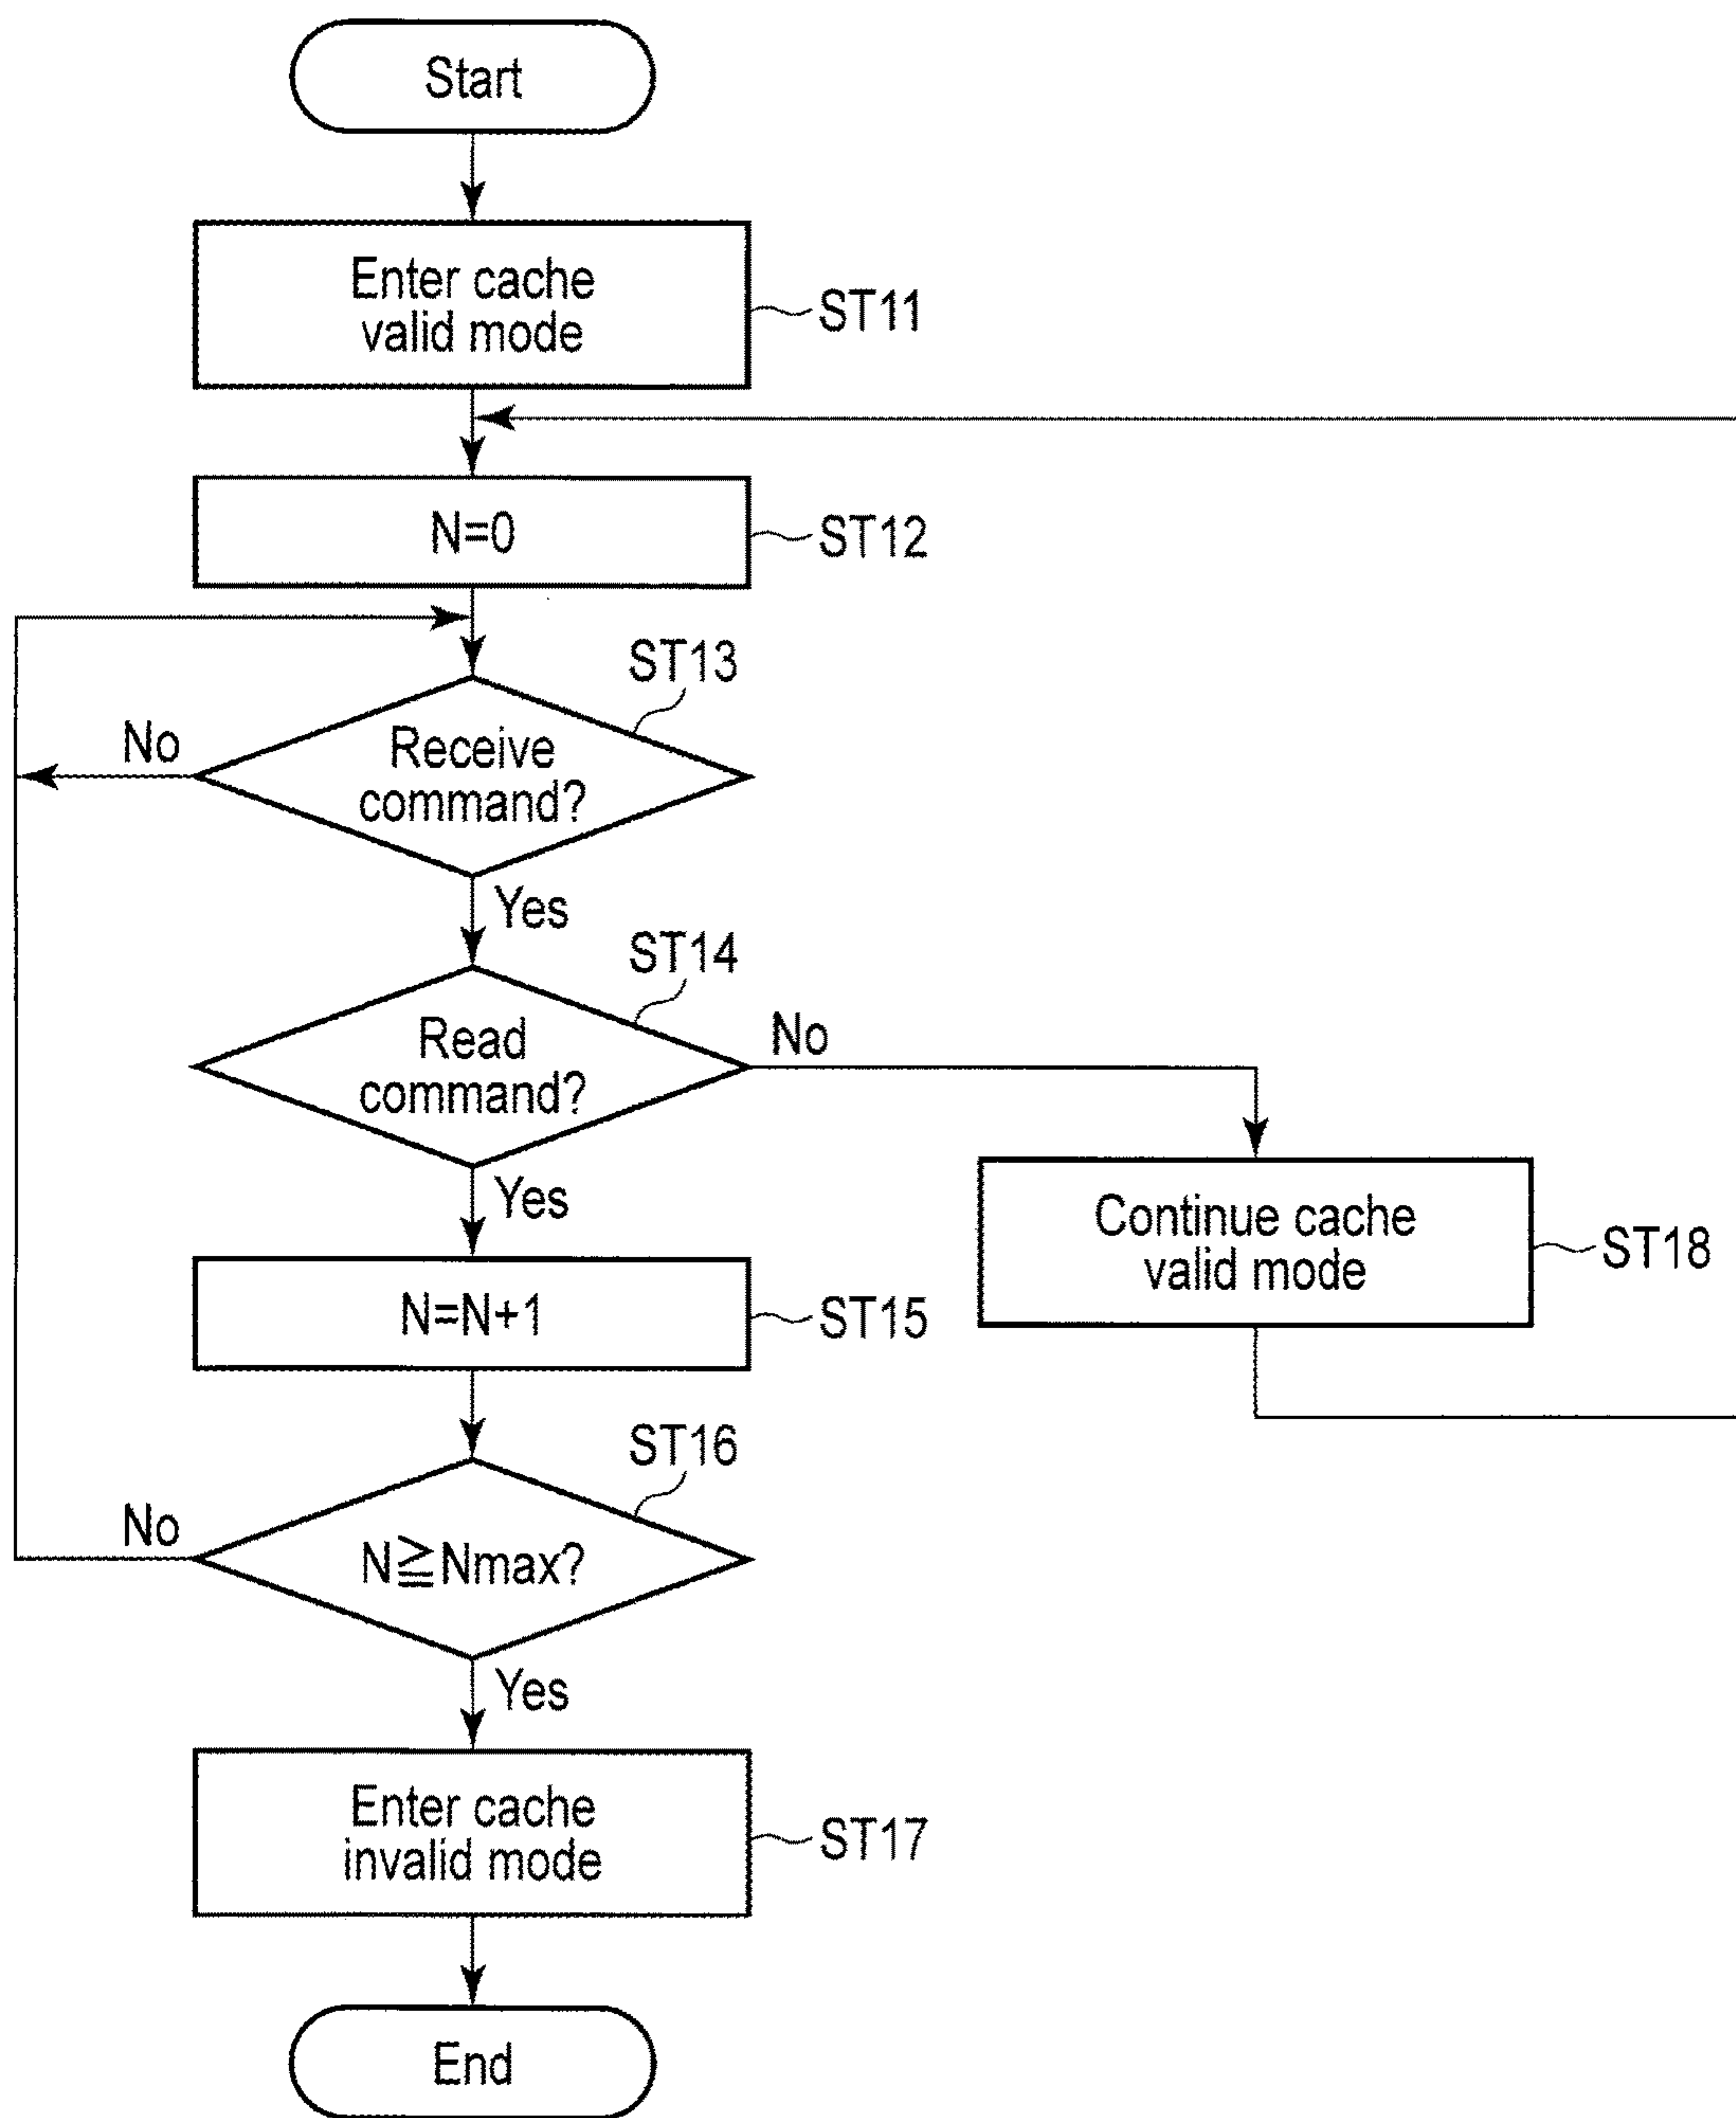 Start
Enter cache
valid mode
ST11
N=0
ST12
ST13
No
Receive
command?
Yes
ST14
Read
command?
No
Yes
Continue cache
valid mode
ST18
N=N+1
ST15
ST16
No
N≧Nmax?
Yes
Enter cache
invalid mode
ST17
End